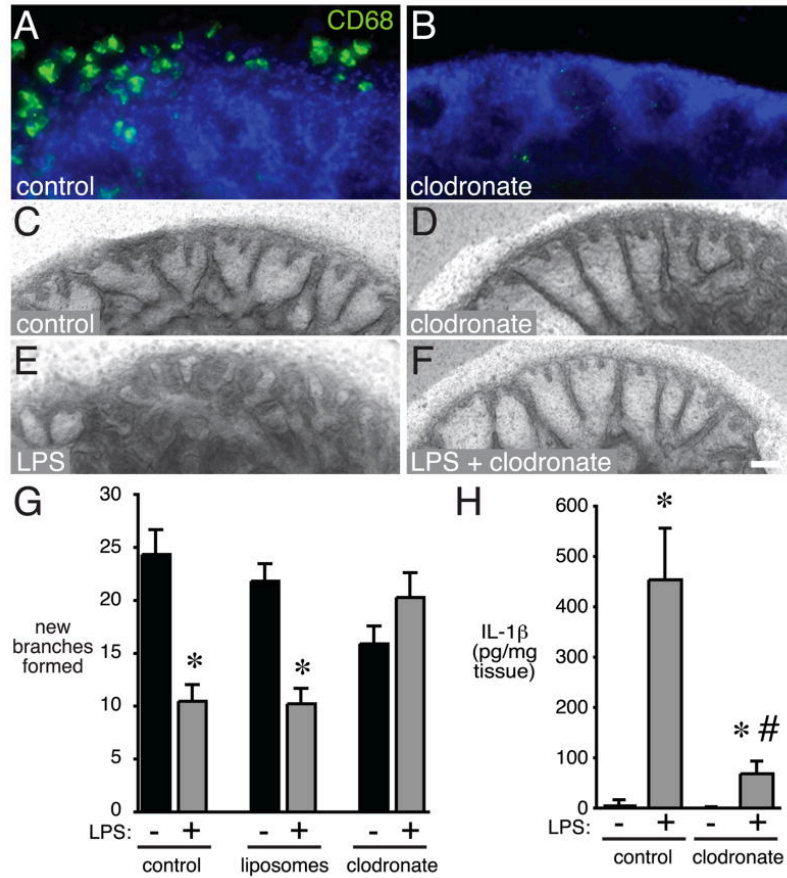 A CD68
control
B
clodronate
C
control
D
clodronate
E
LPS
F
LPS + clodronate
G
30
25
20
15
10
5
0
new
branches
formed
*
*
LPS: - + - + - +
control liposomes clodronate
H
600
500
400
300
200
100
0
IL-1β
(pg/mg
tissue)
*
* #
LPS: - + - +
control clodronate